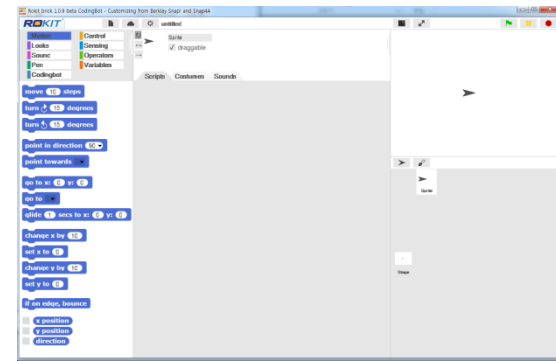 Rokit brick 1.0.9 beta CodingBot - Customizing from Berkley Snap! and Snap4A
ROKIT
untitled
Motion Control
Looks Sensing
Sound Operators
Pen Variables
Codingbot
Sprite
draggable
Scripts Costumes Sounds
move 10 steps
turn 15 degrees
turn 15 degrees
point in direction 90
point towards
go to x: 0 y: 0
go to
glide 1 secs to x: 0 y: 0
change x by 10
set x to 0
change y by 10
set y to 0
if on edge, bounce
x position
y position
direction
Sprite
Stage